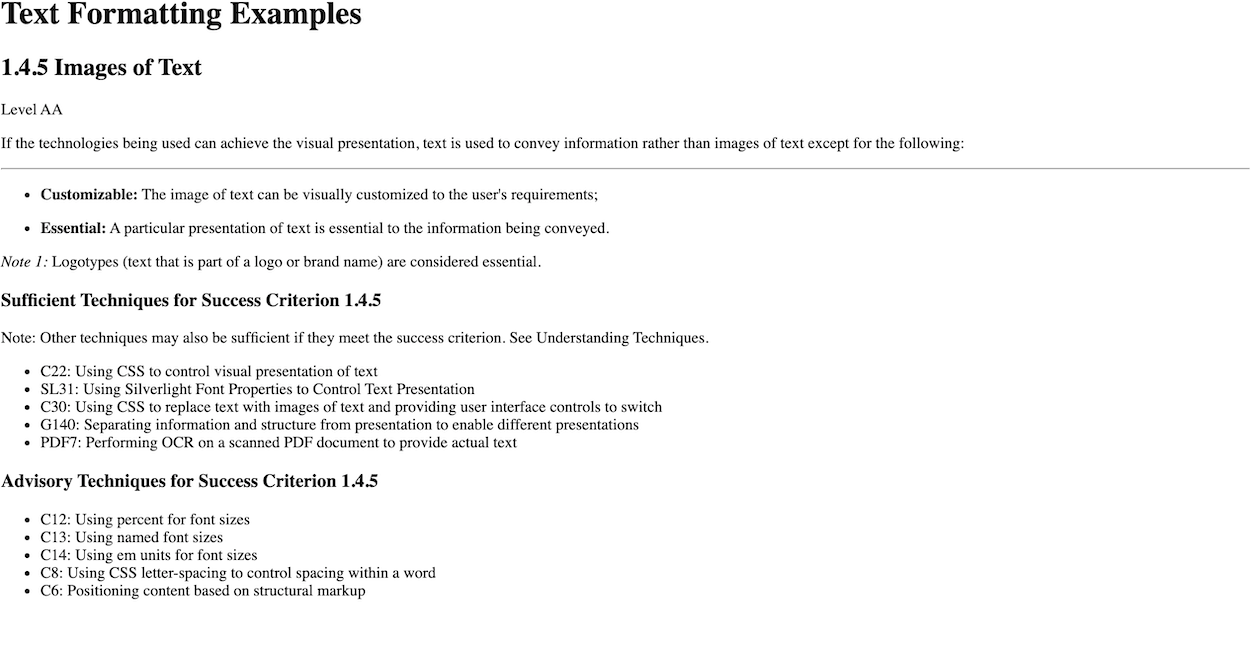 Text Formatting Examples
1.4.5 Images of Text
Level AA
If the technologies being used can achieve the visual presentation, text is used to convey information rather than images of text except for the following:
• Customizable: The image of text can be visually customized to the user's requirements;
• Essential: A particular presentation of text is essential to the information being conveyed.
Note 1: Logotypes (text that is part of a logo or brand name) are considered essential.
Sufficient Techniques for Success Criterion 1.4.5
Note: Other techniques may also be sufficient if they meet the success criterion. See Understanding Techniques.
• C22: Using CSS to control visual presentation of text
• SL31: Using Silverlight Font Properties to Control Text Presentation
• C30: Using CSS to replace text with images of text and providing user interface controls to switch
• G140: Separating information and structure from presentation to enable different presentations
• PDF7: Performing OCR on a scanned PDF document to provide actual text
Advisory Techniques for Success Criterion 1.4.5
• C12: Using percent for font sizes
• C13: Using named font sizes
• C14: Using em units for font sizes
• C8: Using CSS letter-spacing to control spacing within a word
• C6: Positioning content based on structural markup